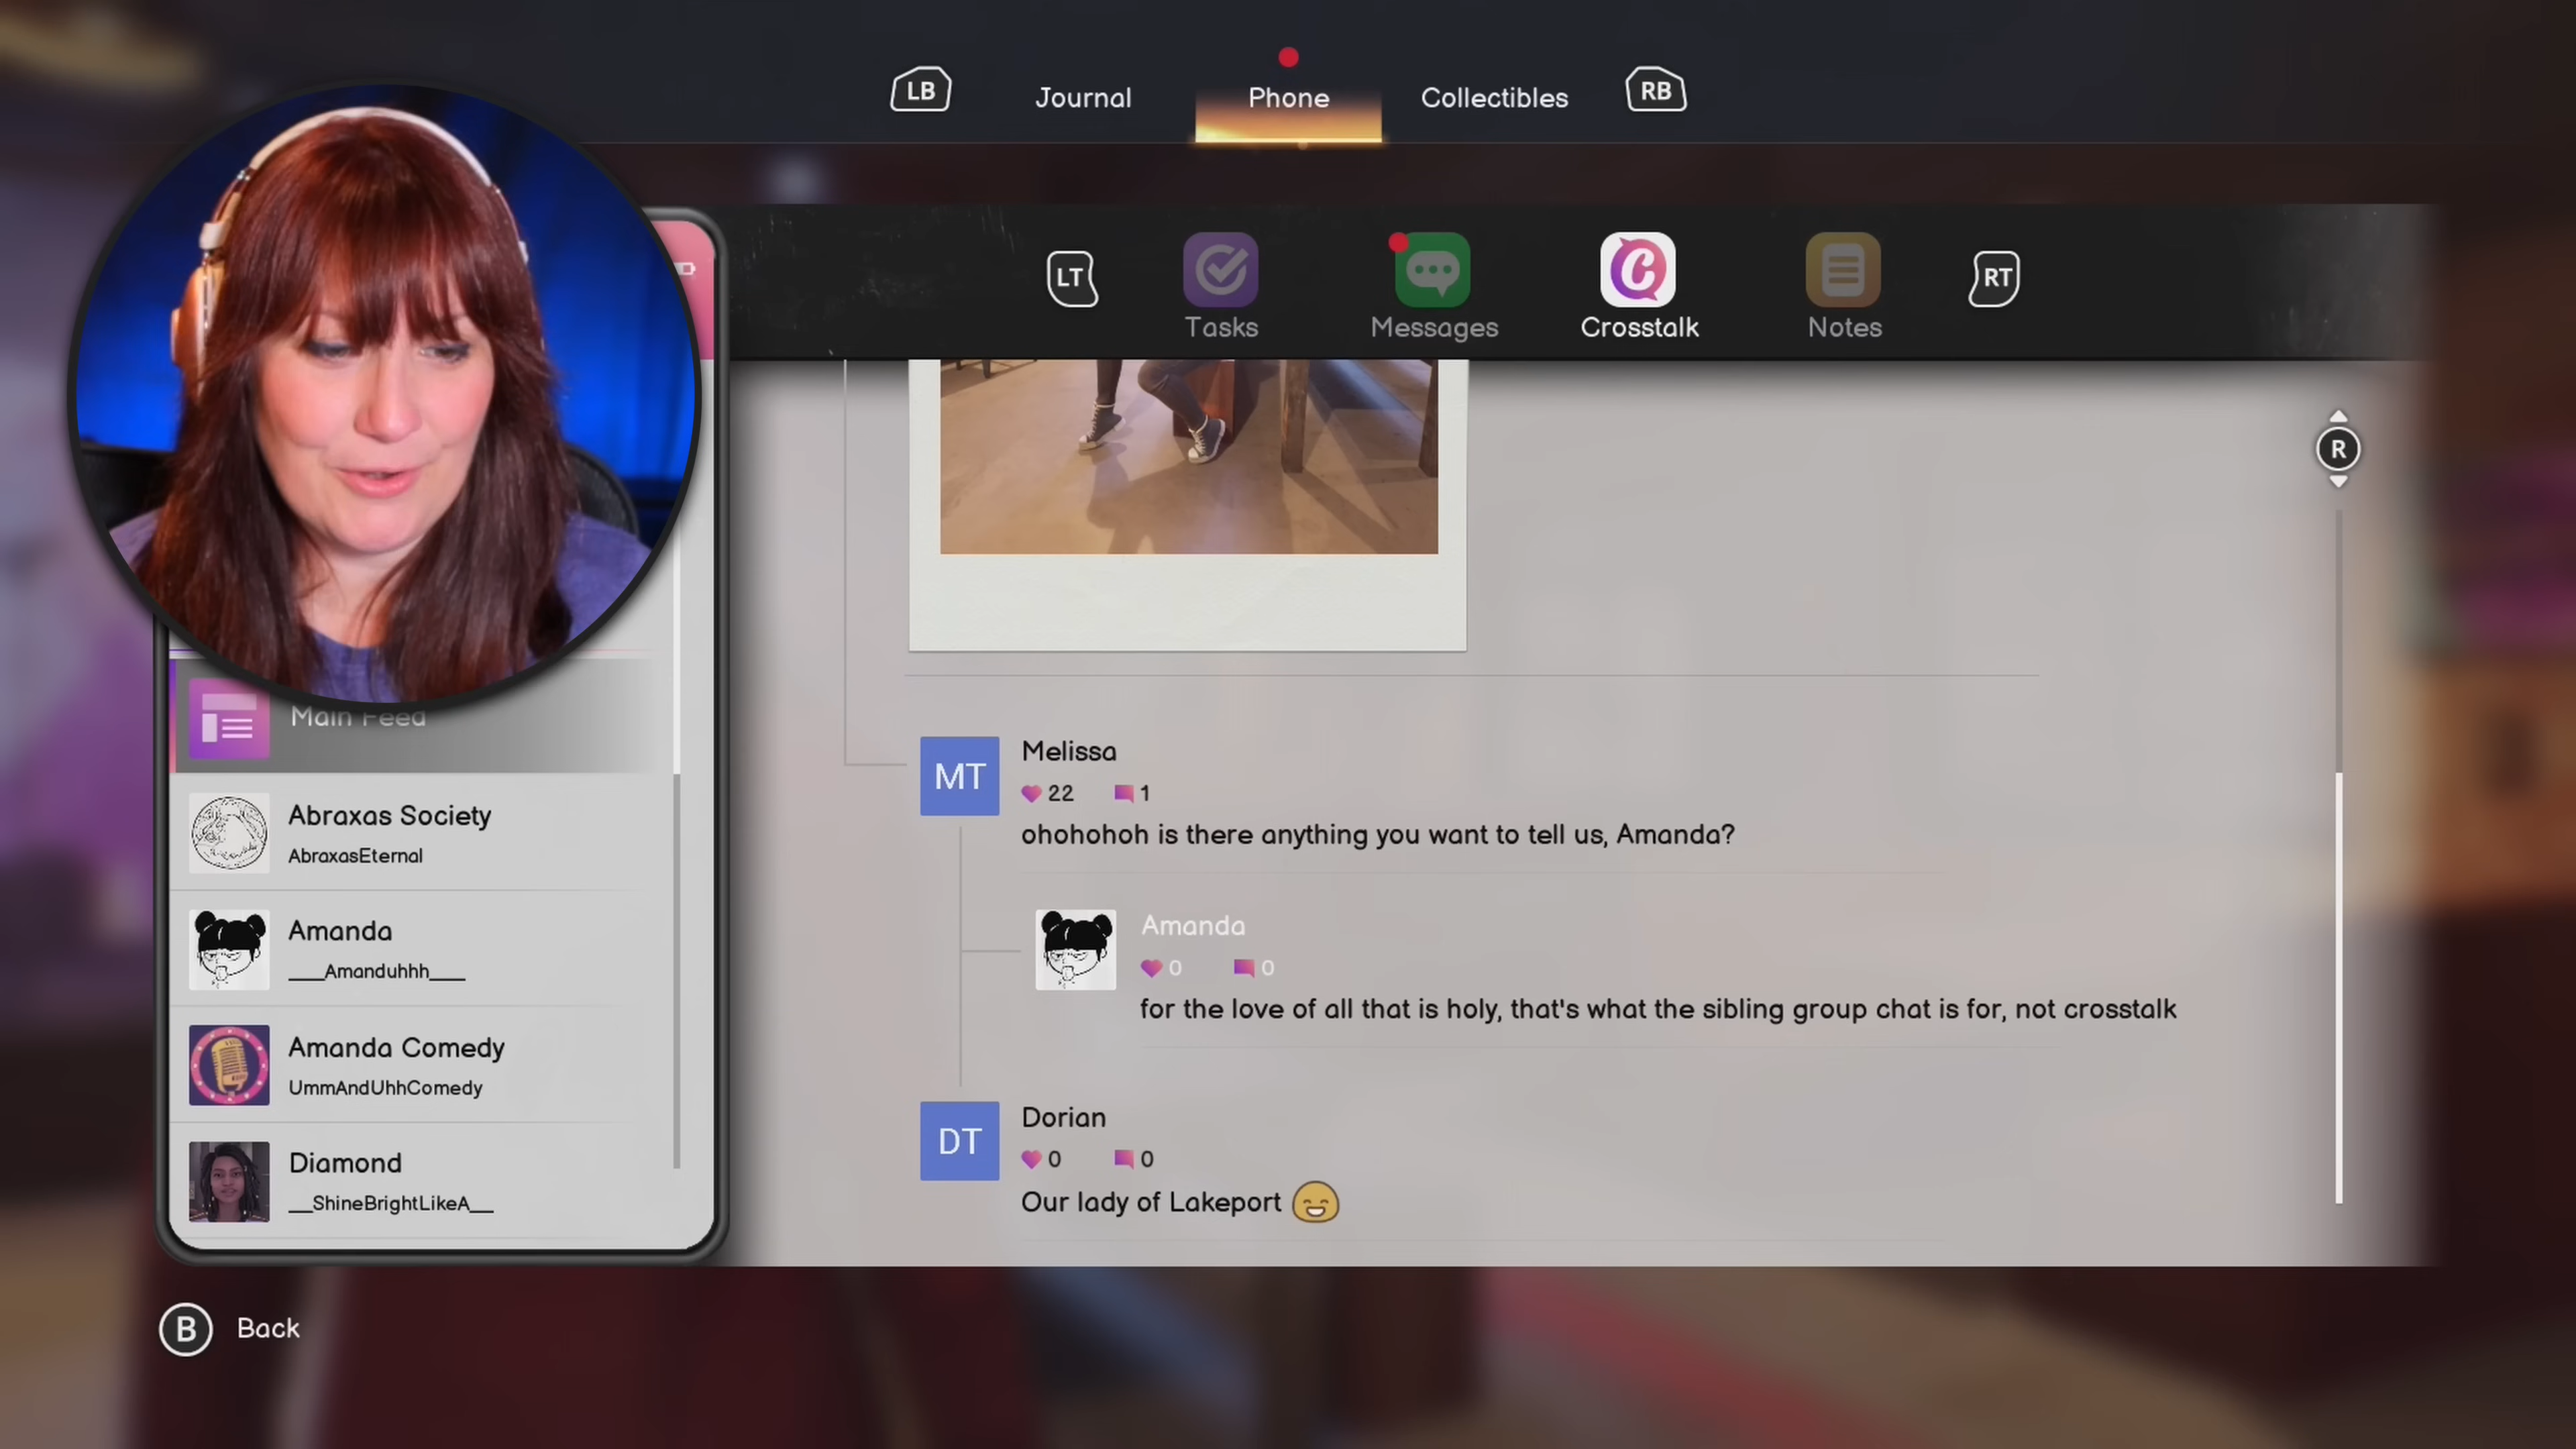 LB
Journal
Phone
Collectibles
RB
LT
Tasks
Messages
Crosstalk
Notes
RT
R
Main Feed
Abraxas Society
AbraxasEternal
Amanda
___Amanduhhh___
Amanda Comedy
UmmAndUhhComedy
Diamond
__ShineBrightLikeA__
MT
Melissa
22 1
ohohohoh is there anything you want to tell us, Amanda?
Amanda
0 0
for the love of all that is holy, that's what the sibling group chat is for, not crosstalk
DT
Dorian
0 0
Our lady of Lakeport
B
Back